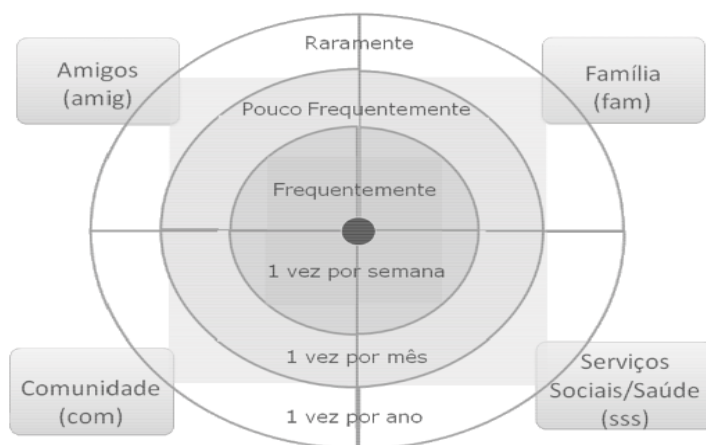 Raramente
Amigos
(amig)
Família
(fam)
Pouco Frequentemente
Frequentemente
1 vez por semana
1 vez por mês
Comunidade
(com)
Serviços
Sociais/Saúde
(sss)
1 vez por ano